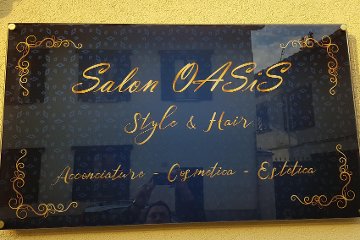 Salon OASiS
Style & Hair
Acconciature - Cosmetica - Estetica